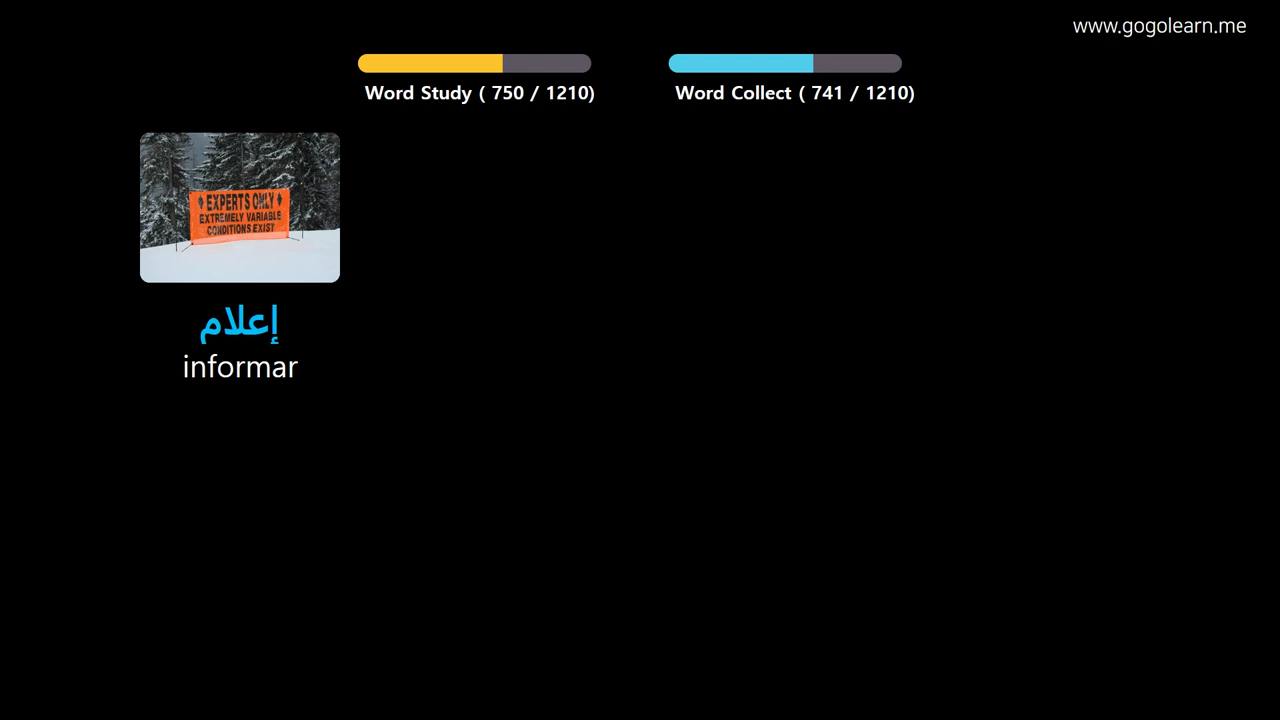 www.gogolearn.me
Word Study ( 750 / 1210)
Word Collect ( 741 / 1210)
EXPERTS ONLY
EXTREMELY VARIABLE
CONDITIONS EXIST
إعلام
informar